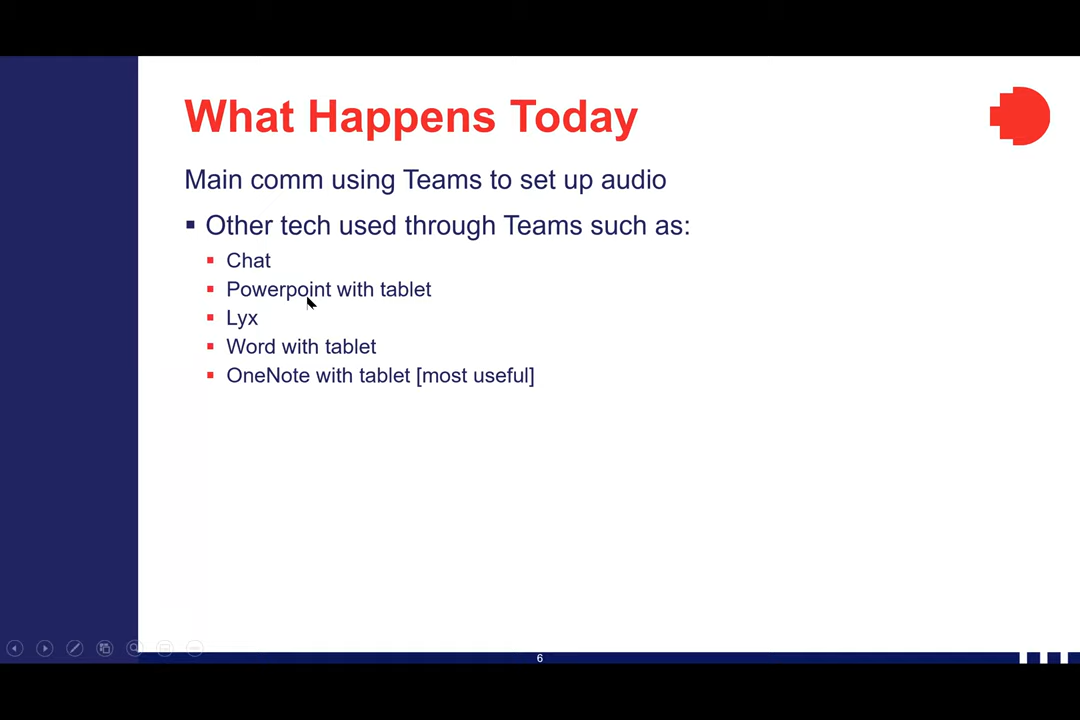 What Happens Today
Main comm using Teams to set up audio
Other tech used through Teams such as:
Chat
Powerpoint with tablet
Lyx
Word with tablet
OneNote with tablet [most useful]
6